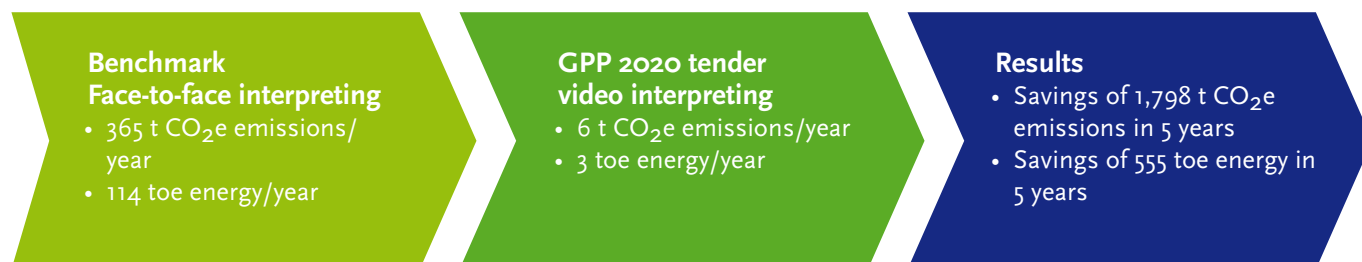 Benchmark
Face-to-face interpreting
• 365 t CO₂e emissions/
year
• 114 toe energy/year
GPP 2020 tender
video interpreting
• 6 t CO₂e emissions/year
• 3 toe energy/year
Results
• Savings of 1,798 t CO₂e
emissions in 5 years
• Savings of 555 toe energy in
5 years